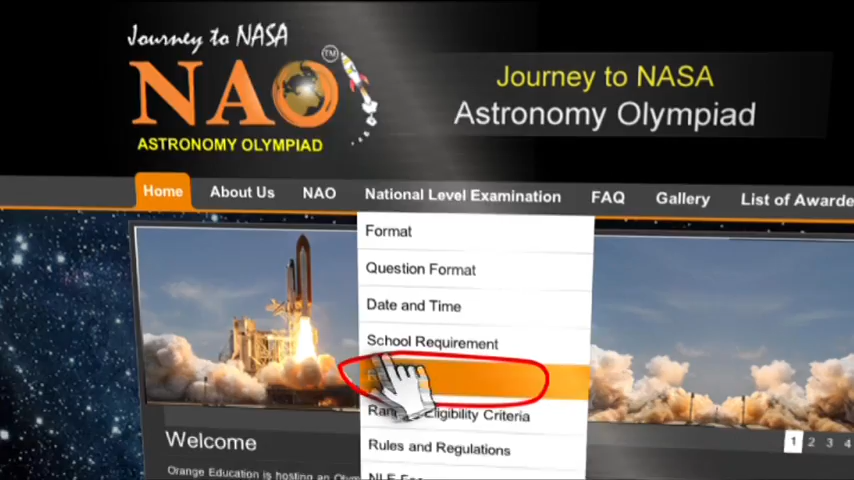 Journey to NASA
NAO
TM
ASTRONOMY OLYMPIAD
Journey to NASA
Astronomy Olympiad
Home About Us NAO National Level Examination FAQ Gallery List of Awarde
Format
Question Format
Date and Time
School Requirement
Eligibility Criteria
Rules and Regulations
1 2 3 4
Welcome
Orange Education is hosting an